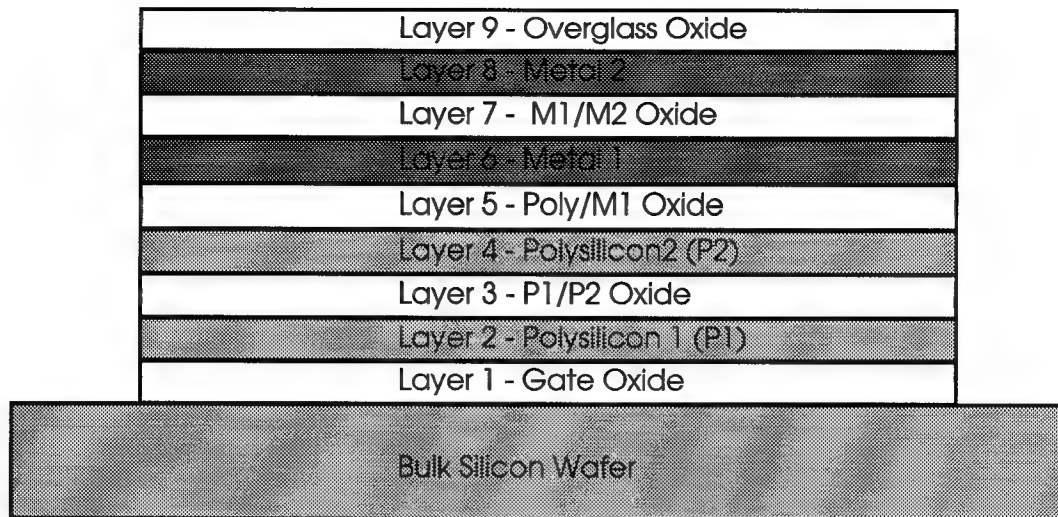 Layer 9 - Overglass Oxide
Layer 8 - Metal 2
Layer 7 - M1/M2 Oxide
Layer 6 - Metal 1
Layer 5 - Poly/M1 Oxide
Layer 4 - Polysilicon2 (P2)
Layer 3 - P1/P2 Oxide
Layer 2 - Polysilicon 1 (P1)
Layer 1 - Gate Oxide
Bulk Silicon Wafer